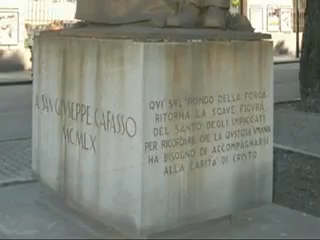 A SAN GIUSEPPE CAFASSO
MCMLX
QUI SUL RONDO DELLA FORCA
RITORNA LA SOAVE FIGURA
DEL SANTO DEGLI IMPICCATI
PER RICORDARE CHE LA GIUSTIZIA UMANA
HA BISOGNO DI ACCOMPAGNARSI
ALLA CARITÀ DI CRISTO